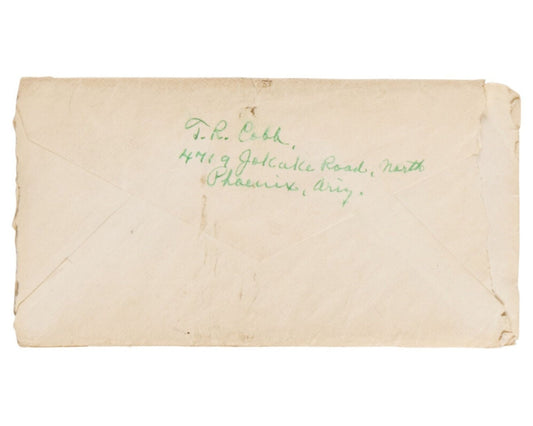 T.R. Cobb,
4719 Jokake Road, North
Phoenix, Ariz.